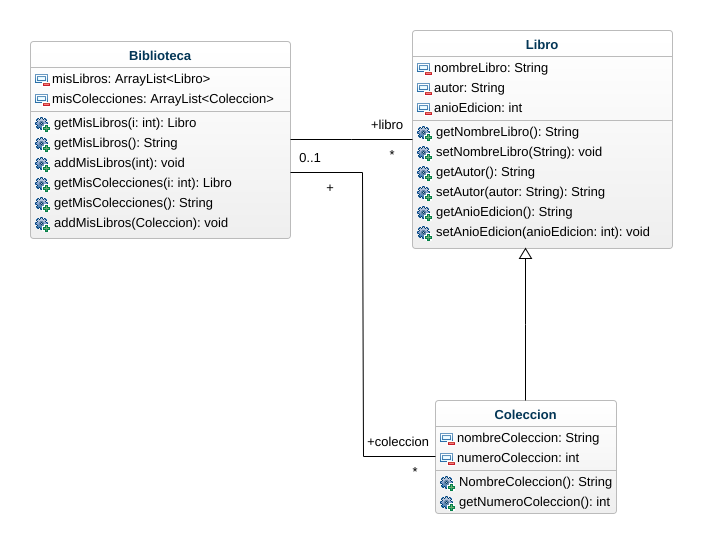 Biblioteca
misLibros: ArrayList<Libro>
misColecciones: ArrayList<Coleccion>
getMisLibros(i: int): Libro
getMisLibros(): String
addMisLibros(int): void
getMisColecciones(i: int): Libro
getMisColecciones(): String
addMisLibros(Coleccion): void
Libro
nombreLibro: String
autor: String
anioEdicion: int
getNombreLibro(): String
setNombreLibro(String): void
getAutor(): String
setAutor(autor: String): String
getAnioEdicion(): String
setAnioEdicion(anioEdicion: int): void
+libro
*
0..1
+
+coleccion
*
Coleccion
nombreColeccion: String
numeroColeccion: int
NombreColeccion(): String
getNumeroColeccion(): int